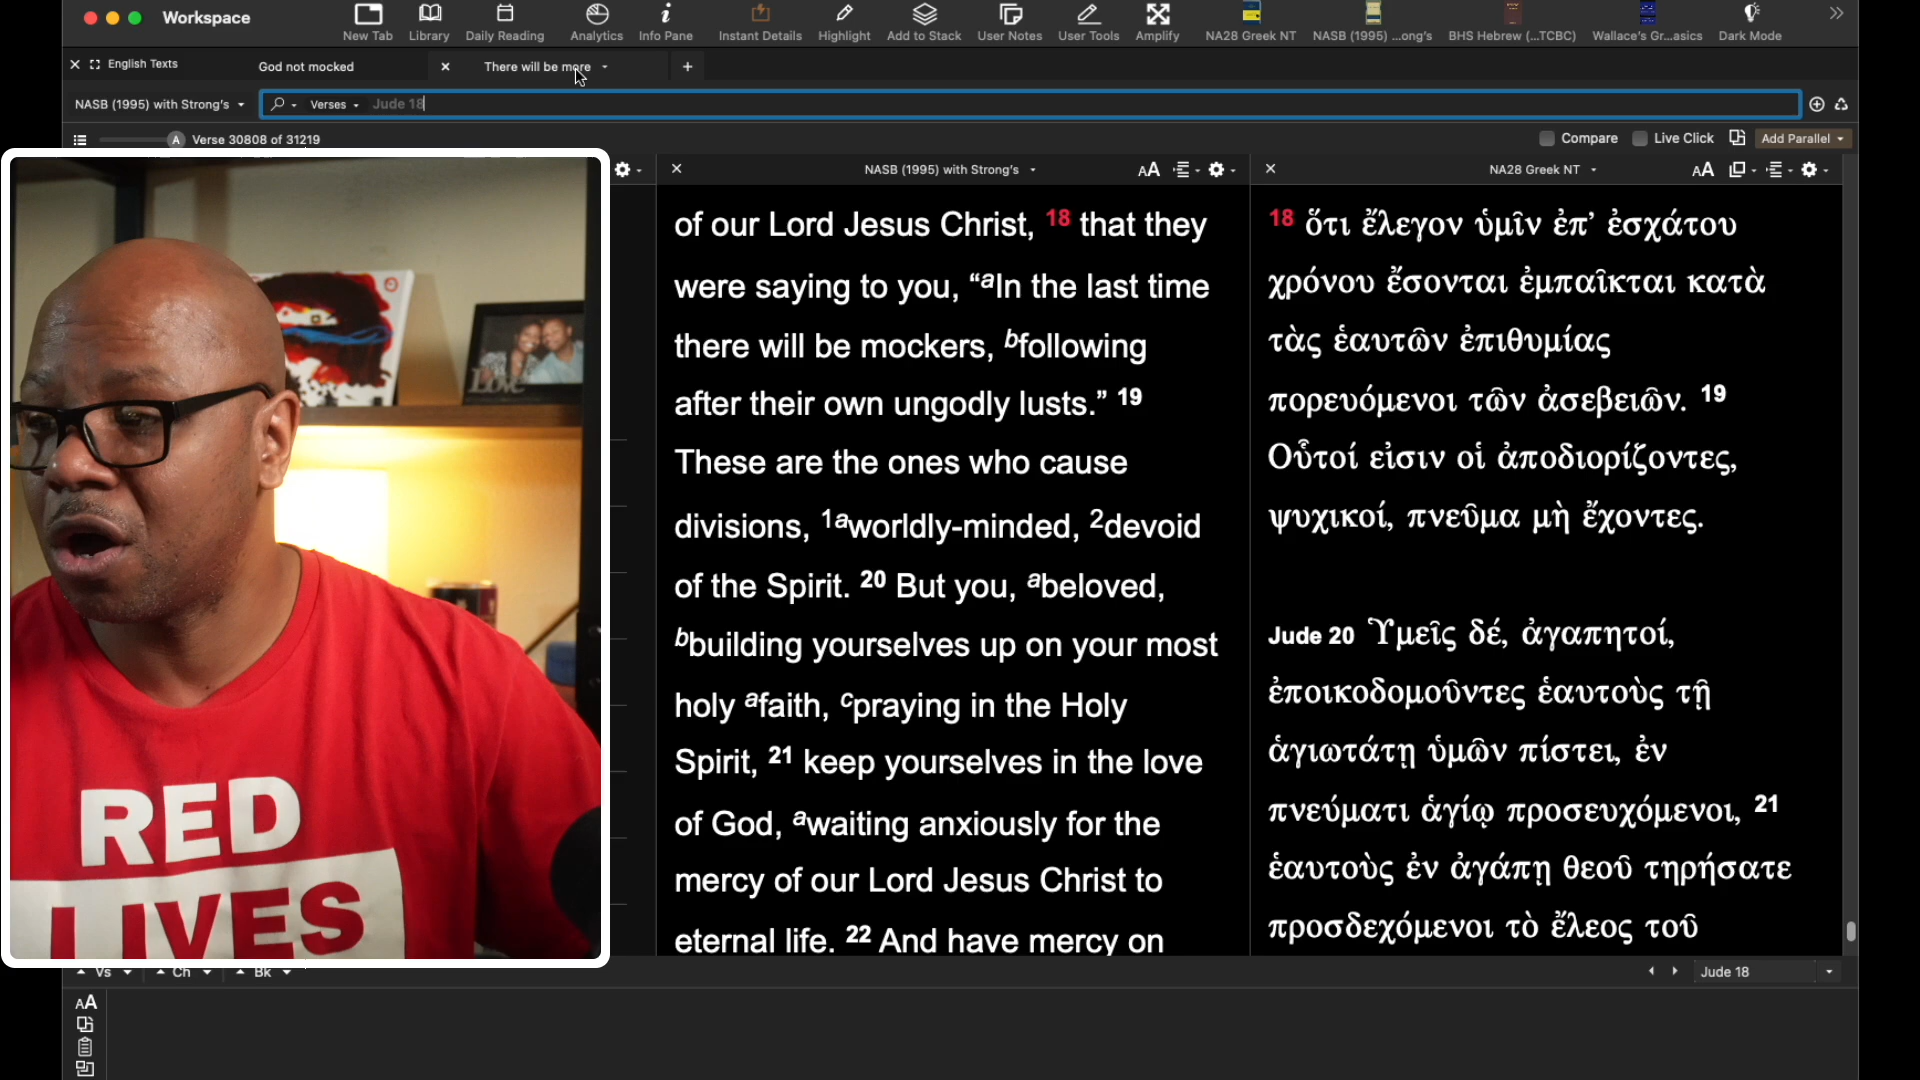 Workspace
New Tab
Library
Daily Reading
Analytics
Info Pane
Instant Details
Highlight
Add to Stack
User Notes
User Tools
Amplify
NA28 Greek NT
NASB (1995) ...ong's
BHS Hebrew (...TCBC)
Wallace's Gr...asics
Dark Mode
English Texts
God not mocked
There will be more
NASB (1995) with Strong's
Verses
Jude 18
A Verse 30808 of 31219
Compare
Live Click
Add Parallel
NASB (1995) with Strong's
AA
of our Lord Jesus Christ, 18 that they
were saying to you, “aIn the last time
there will be mockers, bfollowing
after their own ungodly lusts.” 19
These are the ones who cause
divisions, 1aworldly-minded, 2devoid
of the Spirit. 20 But you, abeloved,
bbuilding yourselves up on your most
holy afaith, cpraying in the Holy
Spirit, 21 keep yourselves in the love
of God, awaiting anxiously for the
mercy of our Lord Jesus Christ to
eternal life. 22 And have mercy on
NA28 Greek NT
AA
18 ὅτι ἔλεγον ὑμῖν ἐπ’ ἐσχάτου
χρόνου ἔσονται ἐμπαῖκται κατὰ
τὰς ἑαυτῶν ἐπιθυμίας
πορευόμενοι τῶν ἀσεβειῶν. 19
Οὗτοί εἰσιν οἱ ἀποδιορίζοντες,
ψυχικοί, πνεῦμα μὴ ἔχοντες.
Jude 20 Ὑμεῖς δέ, ἀγαπητοί,
ἐποικοδομοῦντες ἑαυτοὺς τῇ
ἁγιωτάτῃ ὑμῶν πίστει, ἐν
πνεύματι ἁγίῳ προσευχόμενοι, 21
ἑαυτοὺς ἐν ἀγάπῃ θεοῦ τηρήσατε
προσδεχόμενοι τὸ ἔλεος τοῦ
Love
RED
LIVES
Vs
Ch
Bk
Jude 18
AA